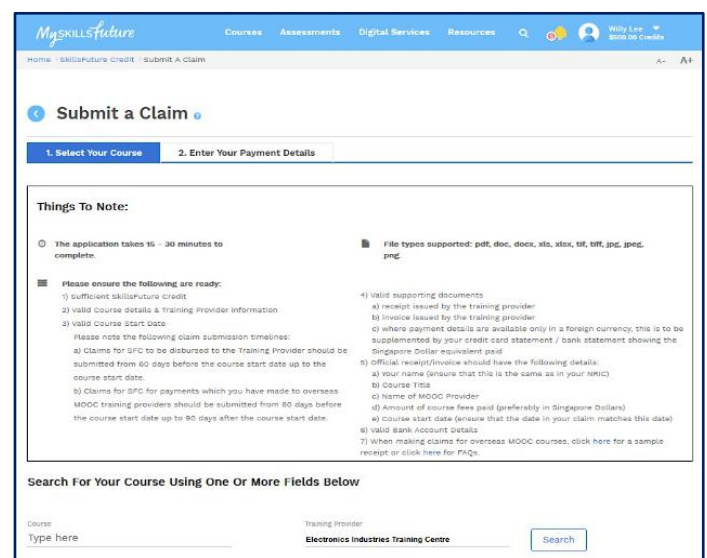 MySKILLSfuture
Courses Assessments Digital Services Resources
Willy Lee
$500.00 Credits
Home SkillsFuture Credit Submit A Claim
A- A+
Submit a Claim
1. Select Your Course 2. Enter Your Payment Details
Things To Note:
The application takes 15 - 30 minutes to
complete.
Please ensure the following are ready:
1) Sufficient SkillsFuture Credit
2) Valid Course details & Training Provider information
3) Valid Course Start Date
Please note the following claim submission timelines:
a) Claims for SFC to be disbursed to the Training Provider should be
submitted from 60 days before the course start date up to the
course start date.
b) Claims for SFC for payments which you have made to overseas
MOOC training providers should be submitted from 60 days before
the course start date up to 90 days after the course start date.
File types supported: pdf, doc, docx, xls, xlsx, tif, tiff, jpg, jpeg,
png.
4) Valid supporting documents
a) receipt issued by the training provider
b) invoice issued by the training provider
c) where payment details are available only in a foreign currency, this is to be
supplemented by your credit card statement / bank statement showing the
Singapore Dollar equivalent paid
5) Official receipt/invoice should have the following details:
a) Your name (ensure that this is the same as in your NRIC)
b) Course Title
c) Name of MOOC Provider
d) Amount of course fees paid (preferably in Singapore Dollars)
e) Course start date (ensure that the date in your claim matches this date)
6) Valid Bank Account Details
7) When making claims for overseas MOOC courses, click here for a sample
receipt or click here for FAQs.
Search For Your Course Using One Or More Fields Below
Course
Type here
Training Provider
Electronics Industries Training Centre
Search